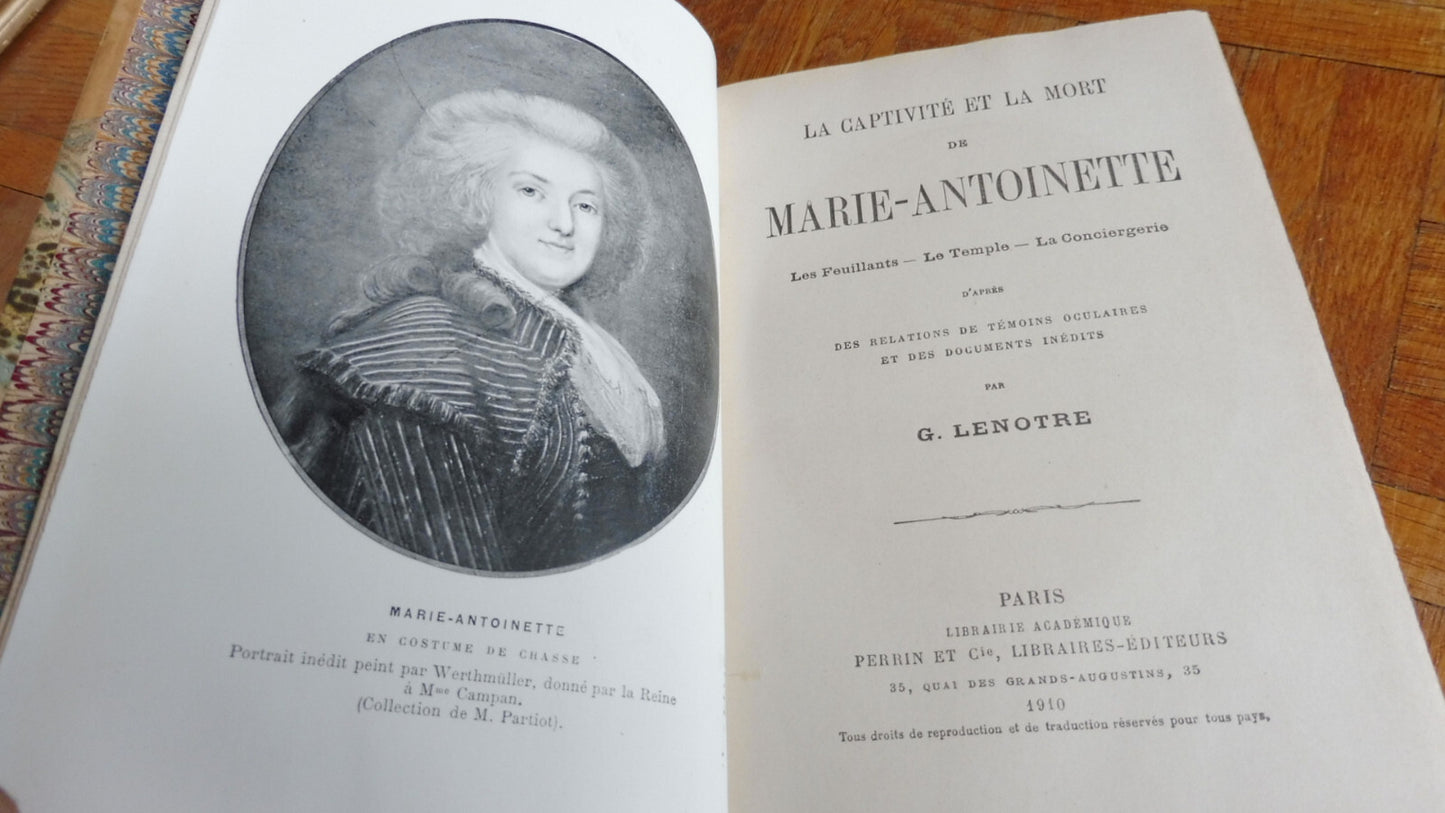 MARIE-ANTOINETTE
EN COSTUME DE CHASSE
Portrait inédit peint par Werthmüller, donné par la Reine
à Mme Campan.
(Collection de M. Partiot).
LA CAPTIVITÉ ET LA MORT
DE
MARIE-ANTOINETTE
Les Feuillants — Le Temple — La Conciergerie
D'APRÈS
DES RELATIONS DE TÉMOINS OCULAIRES
ET DES DOCUMENTS INÉDITS
PAR
G. LENOTRE
PARIS
LIBRAIRIE ACADÉMIQUE
PERRIN ET Cie, LIBRAIRES-ÉDITEURS
35, QUAI DES GRANDS-AUGUSTINS, 35
1910
Tous droits de reproduction et de traduction réservés pour tous pays.